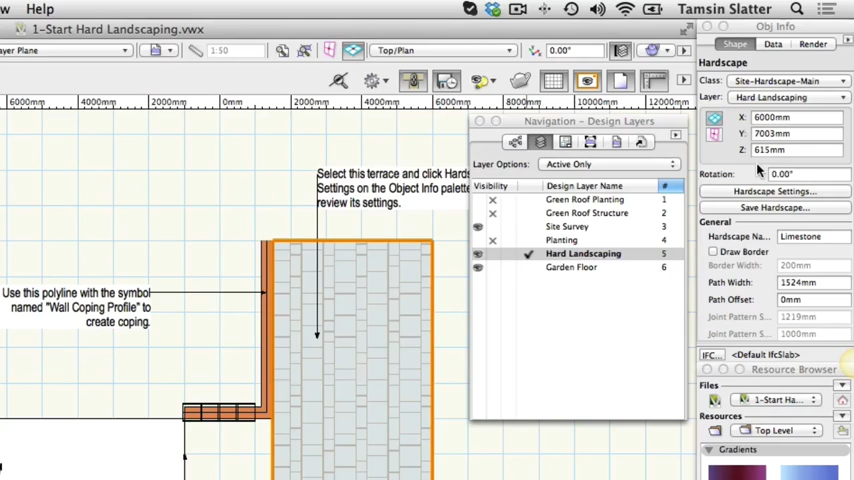 Help
Tamsin Slatter
1-Start Hard Landscaping.vwx
Layer Plane
1:50
Top/Plan
0.00°
6000mm 4000mm 2000mm 0mm 2000mm 4000mm 6000mm 8000mm 10000mm 12000mm
Select this terrace and click Hards
Settings on the Object Info palette
review its settings.
Use this polyline with the symbol
named "Wall Coping Profile" to
create coping.
Navigation - Design Layers
Layer Options: Active Only
Visibility Design Layer Name #
Green Roof Planting 1
Green Roof Structure 2
Site Survey 3
Planting 4
Hard Landscaping 5
Garden Floor 6
Obj Info
Shape Data Render
Hardscape
Class: Site-Hardscape-Main
Layer: Hard Landscaping
X: 6000mm
Y: 7003mm
Z: 615mm
Rotation: 0.00°
Hardscape Settings...
Save Hardscape...
General
Hardscape Na... Limestone
Draw Border
Border Width: 200mm
Path Width: 1524mm
Path Offset: 0mm
Joint Pattern S... 1219mm
Joint Pattern S... 1000mm
IFC... <Default IfcSlab>
Resource Browser
Files
1-Start Ha...
Resources
Top Level
Gradients